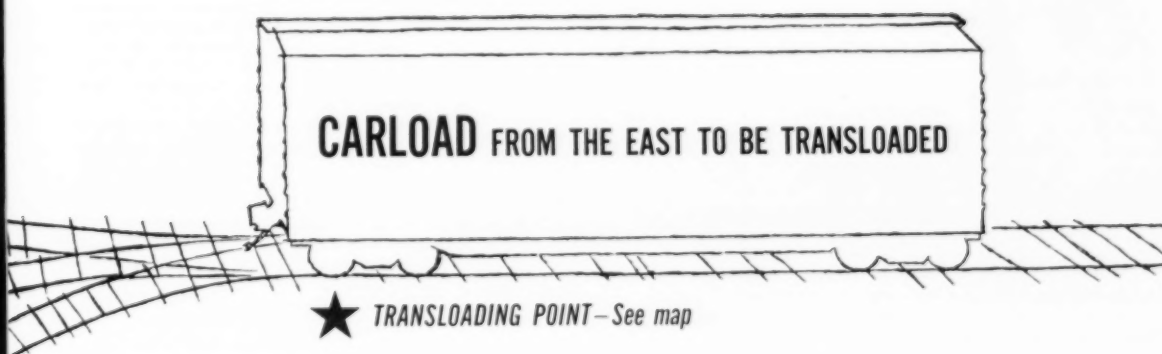 CARLOAD FROM THE EAST TO BE TRANSLOADED
★ TRANSLOADING POINT—See map